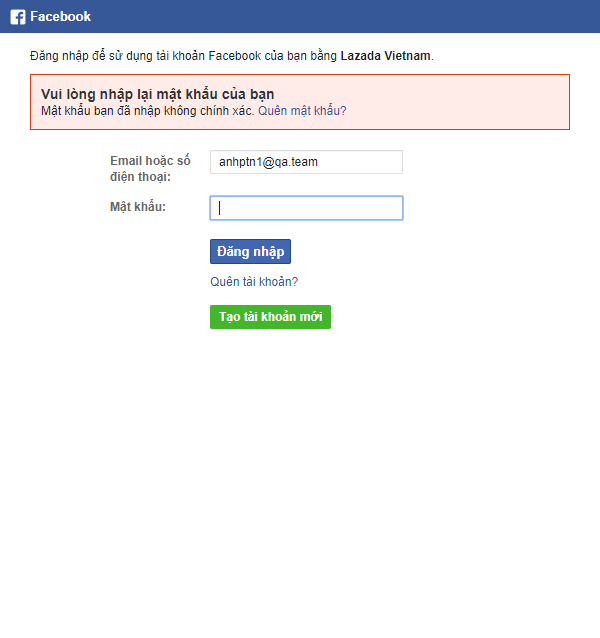 Facebook
Đăng nhập để sử dụng tài khoản Facebook của bạn bằng Lazada Vietnam.
Vui lòng nhập lại mật khẩu của bạn
Mật khẩu bạn đã nhập không chính xác. Quên mật khẩu?
Email hoặc số
điện thoại:
anhptn1@qa.team
Mật khẩu:
Đăng nhập
Quên tài khoản?
Tạo tài khoản mới